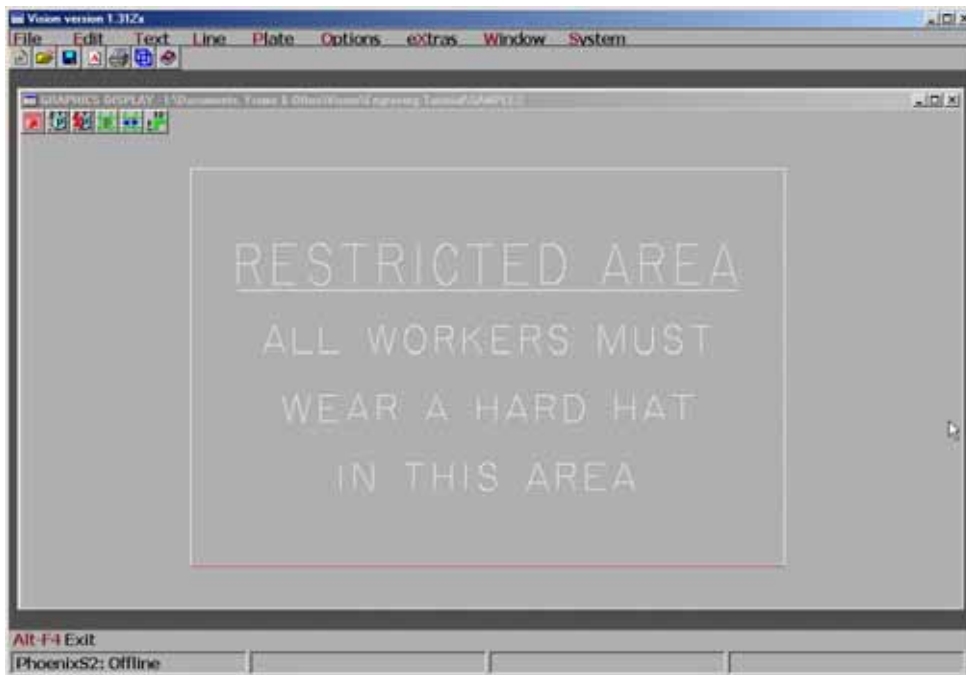 Vision version 1.31Za
File Edit Text Line Plate Options eXtras Window System
GRAPHICS DISPLAY
RESTRICTED AREA
ALL WORKERS MUST
WEAR A HARD HAT
IN THIS AREA
Alt-F4 Exit
PhoenixS2: Offline